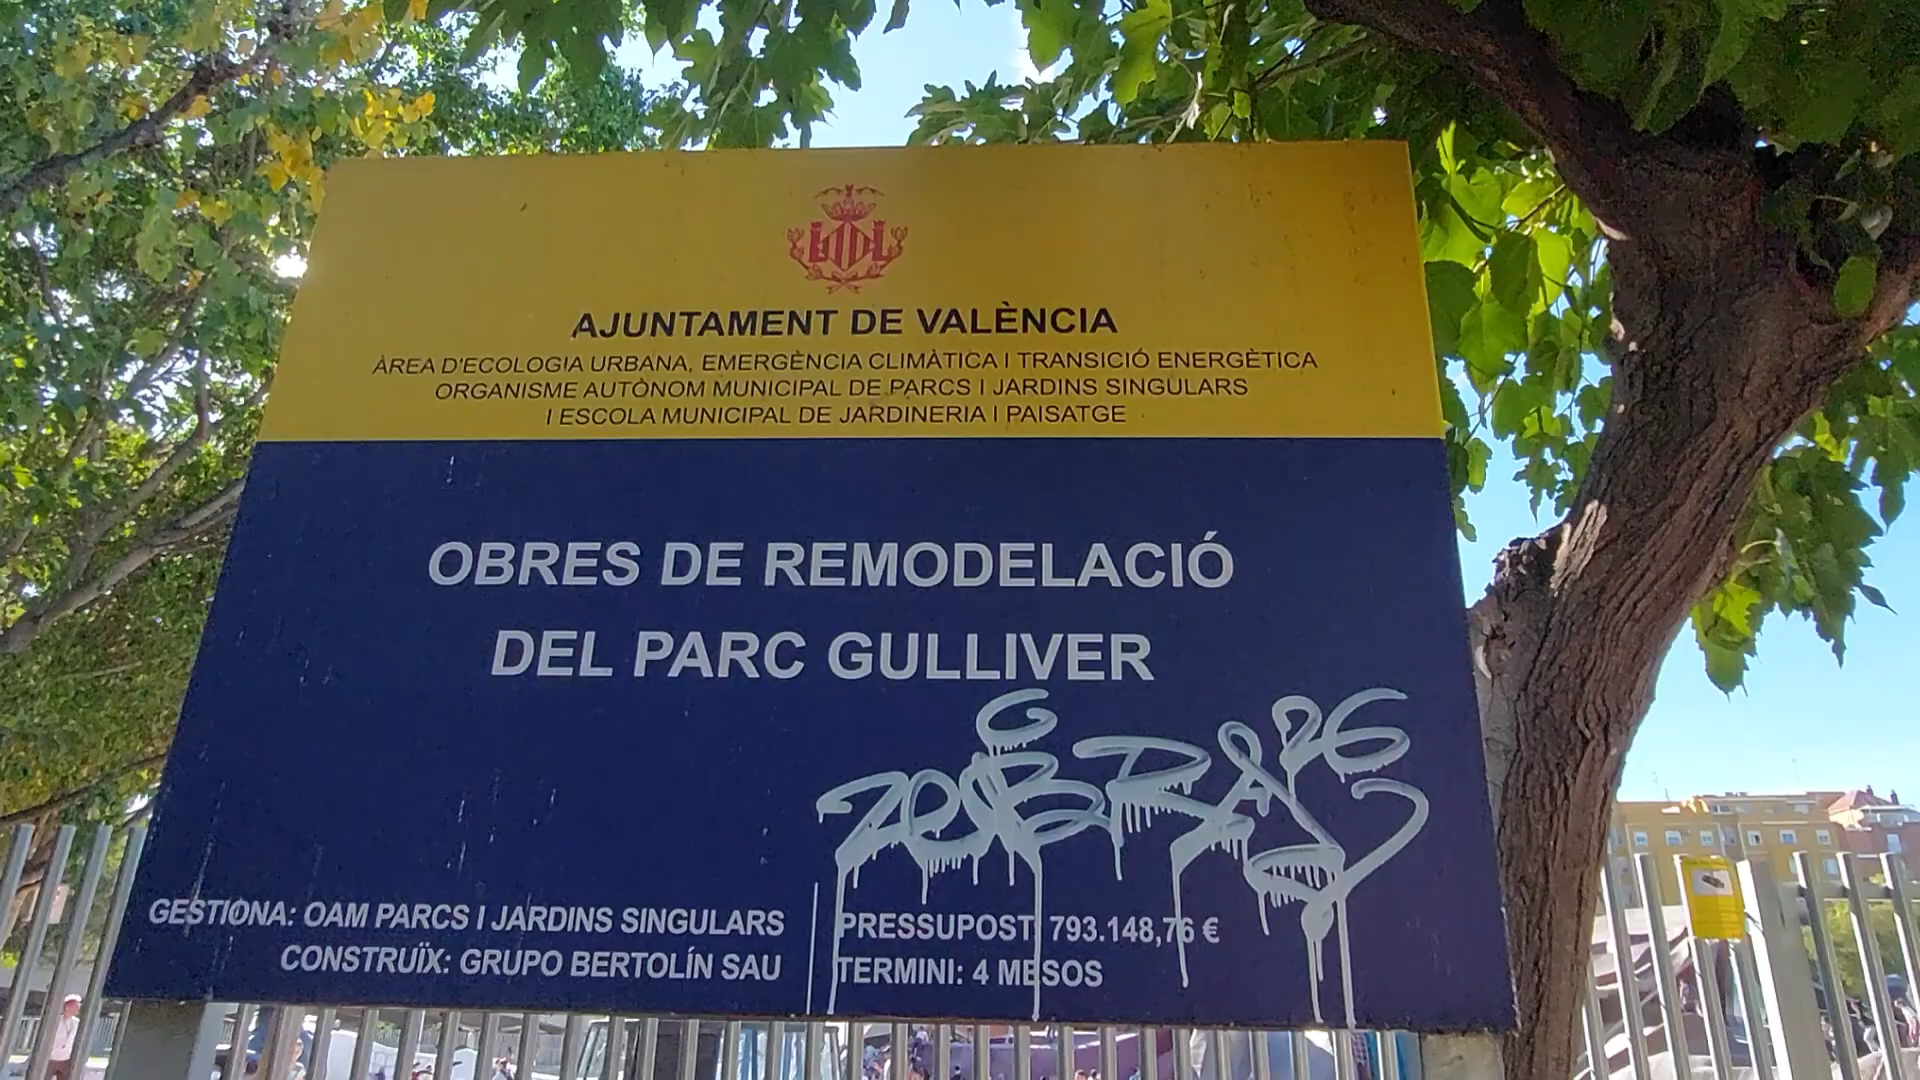 AJUNTAMENT DE VALÈNCIA
ÀREA D'ECOLOGIA URBANA, EMERGÈNCIA CLIMÀTICA I TRANSICIÓ ENERGÈTICA
ORGANISME AUTÒNOM MUNICIPAL DE PARCS I JARDINS SINGULARS
I ESCOLA MUNICIPAL DE JARDINERIA I PAISATGE
OBRES DE REMODELACIÓ
DEL PARC GULLIVER
GESTIONA: OAM PARCS I JARDINS SINGULARS
CONSTRUÏX: GRUPO BERTOLÍN SAU
PRESSUPOST: 793.148,76 €
TERMINI: 4 MESOS